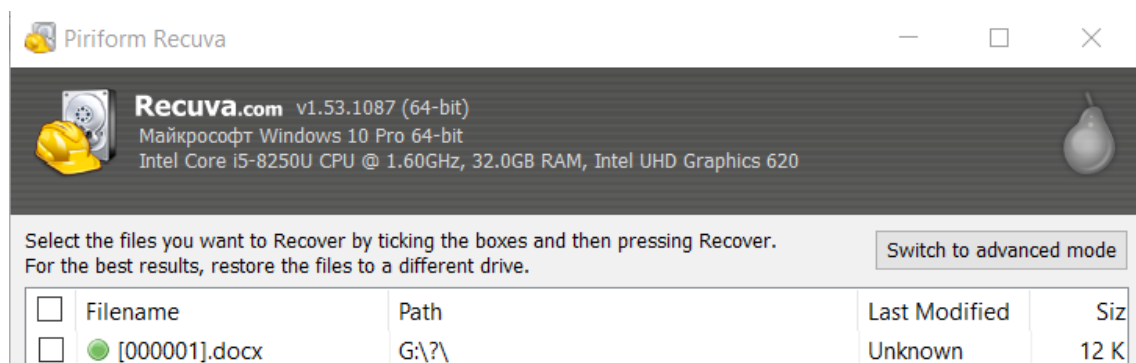 Piriform Recuva
Recuva.com v1.53.1087 (64-bit)
Майкрософт Windows 10 Pro 64-bit
Intel Core i5-8250U CPU @ 1.60GHz, 32.0GB RAM, Intel UHD Graphics 620
Select the files you want to Recover by ticking the boxes and then pressing Recover.
For the best results, restore the files to a different drive.
Switch to advanced mode
Filename Path Last Modified Siz
[000001].docx G:\?\ Unknown 12 K